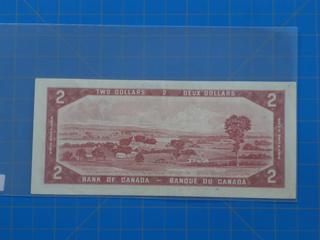 TWO DOLLARS 2 DEUX DOLLARS
2 2
2 2
BANK OF CANADA — BANQUE DU CANADA